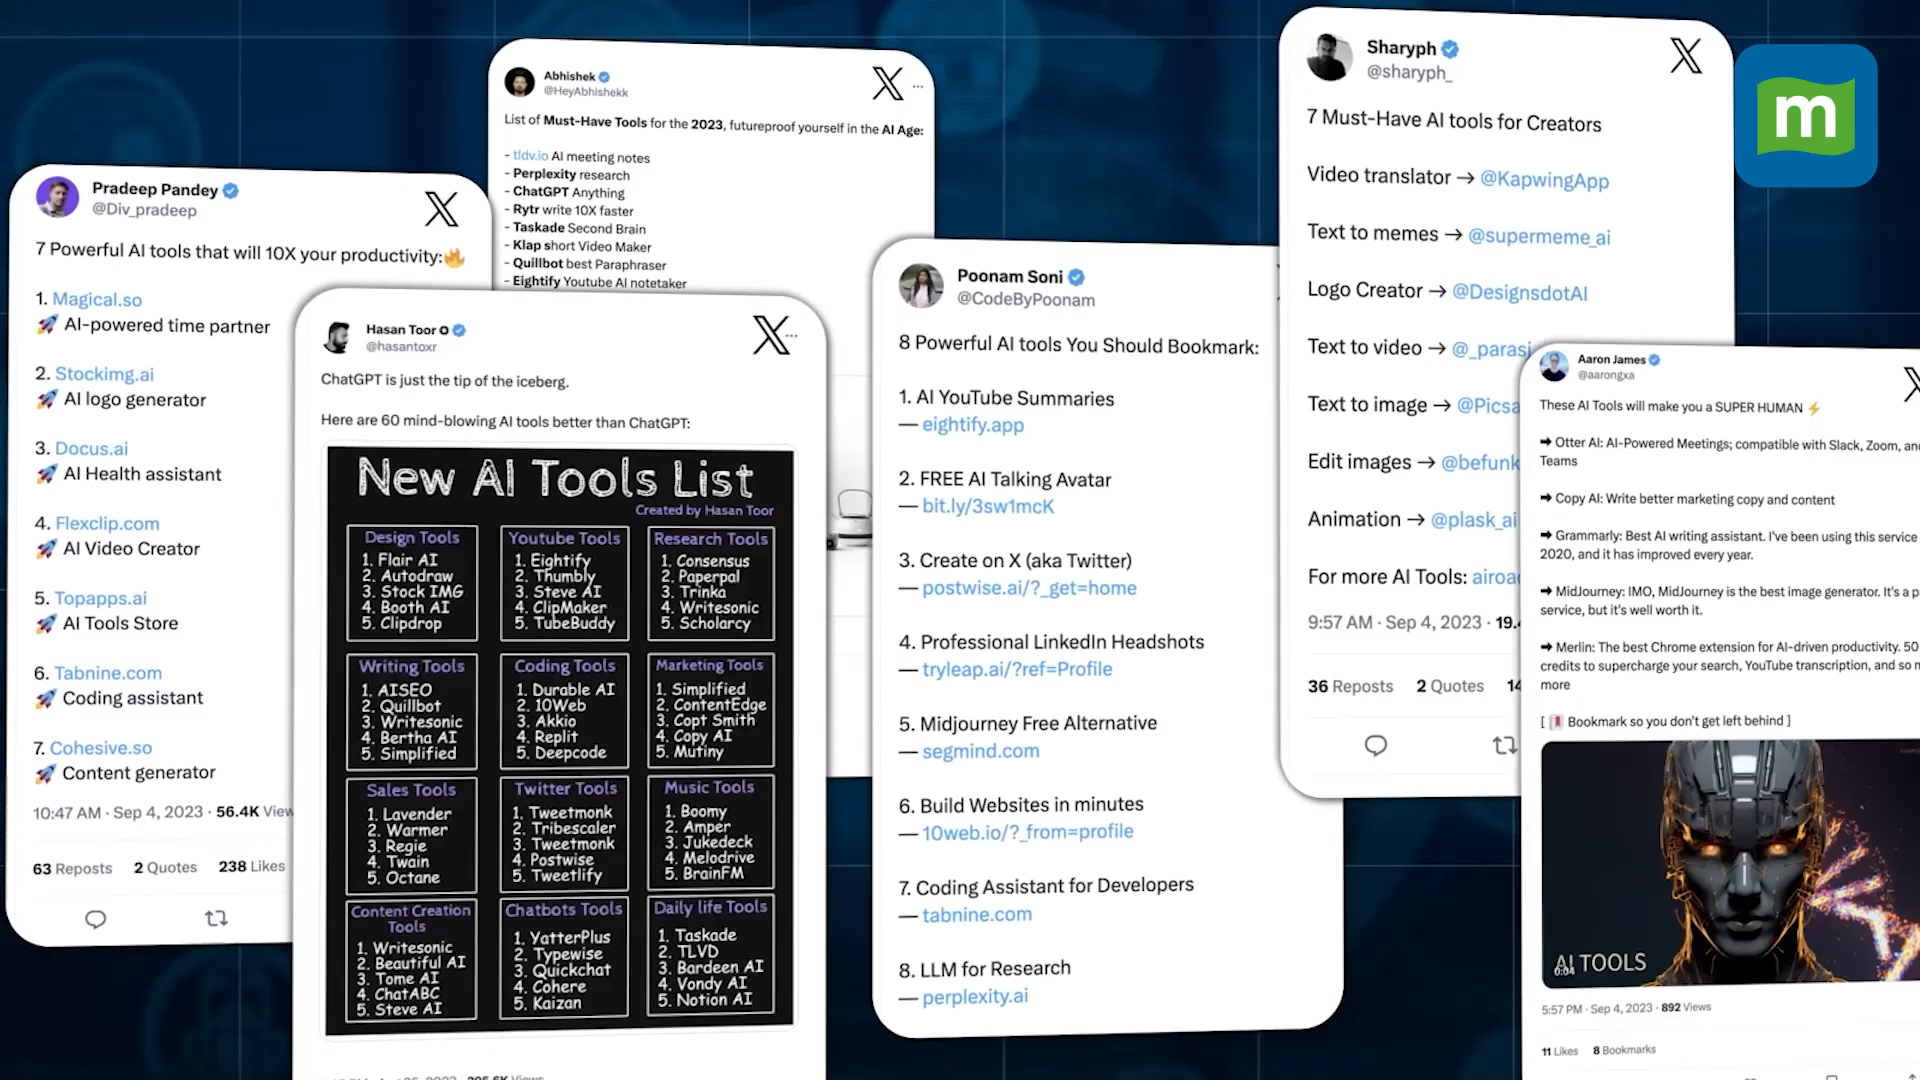 Pradeep Pandey
@Div_pradeep
X
7 Powerful AI tools that will 10X your productivity:🔥
1. Magical.so
🚀 AI-powered time partner
2. Stockimg.ai
🚀 AI logo generator
3. Docus.ai
🚀 AI Health assistant
4. Flexclip.com
🚀 AI Video Creator
5. Topapps.ai
🚀 AI Tools Store
6. Tabnine.com
🚀 Coding assistant
7. Cohesive.so
🚀 Content generator
10:47 AM · Sep 4, 2023 · 56.4K
63 Reposts 2 Quotes 238 Likes
Abhishek
@HeyAbhishekk
X
List of Must-Have Tools for the 2023, futureproof yourself in the AI Age:
- tldv.io AI meeting notes
- Perplexity research
- ChatGPT Anything
- Rytr write 10X faster
- Taskade Second Brain
- Klap short Video Maker
- Quillbot best Paraphraser
- Eightify Youtube AI notetaker
Hasan Toor
@hasantoxr
X
ChatGPT is just the tip of the iceberg.
Here are 60 mind-blowing AI tools better than ChatGPT:
New AI Tools List
Created by Hasan Toor
Design Tools
1. Flair AI
2. Autodraw
3. Stock IMG
4. Booth AI
5. Clipdrop
Youtube Tools
1. Eightify
2. Thumbly
3. Steve AI
4. ClipMaker
5. TubeBuddy
Research Tools
1. Consensus
2. Paperpal
3. Trinka
4. Writesonic
5. Scholarcy
Writing Tools
1. AISEO
2. Quillbot
3. Writesonic
4. Bertha AI
5. Simplified
Coding Tools
1. Durable AI
2. 10Web
3. Akkio
4. Replit
5. Deepcode
Marketing Tools
1. Simplified
2. ContentEdge
3. Copt Smith
4. Copy AI
5. Mutiny
Sales Tools
1. Lavender
2. Warmer
3. Regie
4. Twain
5. Octane
Twitter Tools
1. Tweetmonk
2. Tribescaler
3. Tweetmonk
4. Postwise
5. Tweetlify
Music Tools
1. Boomy
2. Amper
3. Jukedeck
4. Melodrive
5. BrainFM
Content Creation
Tools
1. Writesonic
2. Beautiful AI
3. Tome AI
4. ChatABC
5. Steve AI
Chatbots Tools
1. YatterPlus
2. Typewise
3. Quickchat
4. Cohere
5. Kaizan
Daily life Tools
1. Taskade
2. TLVD
3. Bardeen AI
4. Vondy AI
5. Notion AI
Poonam Soni
@CodeByPoonam
8 Powerful AI tools You Should Bookmark:
1. AI YouTube Summaries
— eightify.app
2. FREE AI Talking Avatar
— bit.ly/3sw1mcK
3. Create on X (aka Twitter)
— postwise.ai/?_get=home
4. Professional LinkedIn Headshots
— tryleap.ai/?ref=Profile
5. Midjourney Free Alternative
— segmind.com
6. Build Websites in minutes
— 10web.io/?_from=profile
7. Coding Assistant for Developers
— tabnine.com
8. LLM for Research
— perplexity.ai
Sharyph
@sharyph_
X
7 Must-Have AI tools for Creators
Video translator → @KapwingApp
Text to memes → @supermeme_ai
Logo Creator → @DesignsdotAI
Text to video → @_parasi
Text to image → @Picsa
Edit images → @befunk
Animation → @plask_ai
For more AI Tools: airoa
9:57 AM · Sep 4, 2023 · 19.
36 Reposts 2 Quotes 14
m
Aaron James
@aarongxa
X
These AI Tools will make you a SUPER HUMAN ⚡
➡ Otter AI: AI-Powered Meetings; compatible with Slack, Zoom, and
Teams
➡ Copy AI: Write better marketing copy and content
➡ Grammarly: Best AI writing assistant. I've been using this service
2020, and it has improved every year.
➡ MidJourney: IMO, MidJourney is the best image generator. It's a p
service, but it's well worth it.
➡ Merlin: The best Chrome extension for AI-driven productivity. 50
credits to supercharge your search, YouTube transcription, and so m
more
[ Bookmark so you don't get left behind ]
AI TOOLS
0:04
5:57 PM · Sep 4, 2023 · 892 Views
11 Likes 8 Bookmarks